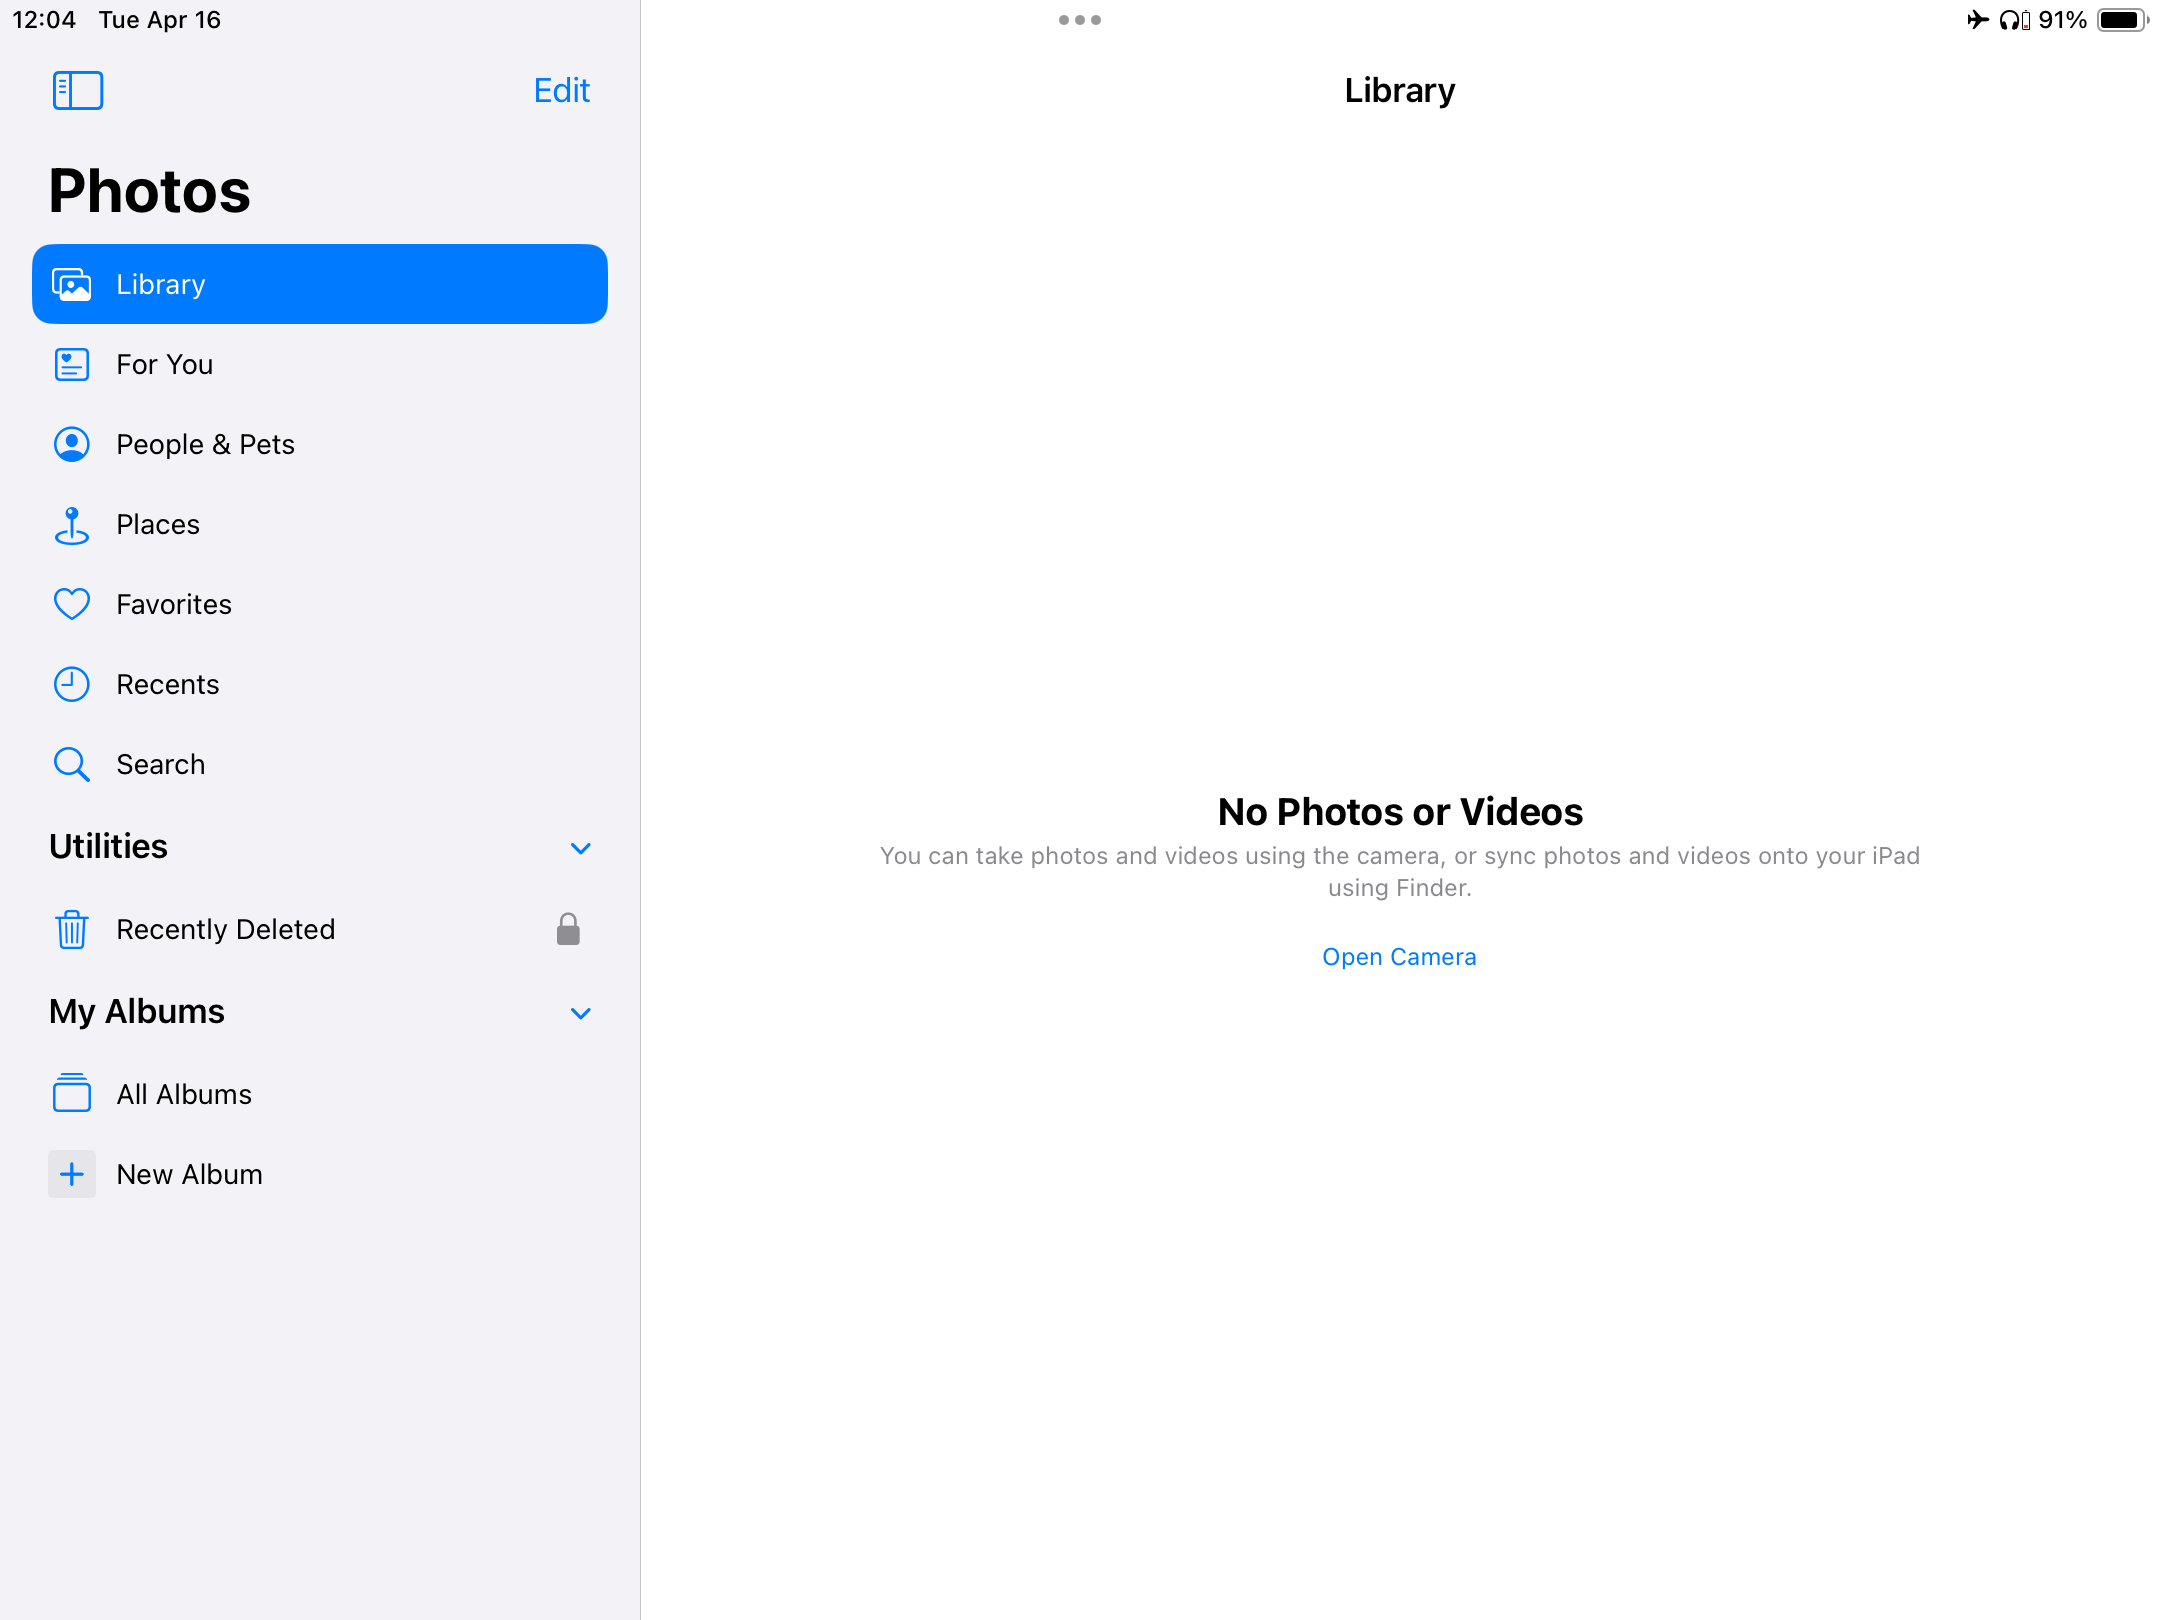 12:04 Tue Apr 16
91%
Edit
Library
Photos
Library
For You
People & Pets
Places
Favorites
Recents
Search
Utilities
Recently Deleted
My Albums
All Albums
New Album
No Photos or Videos
You can take photos and videos using the camera, or sync photos and videos onto your iPad
using Finder.
Open Camera